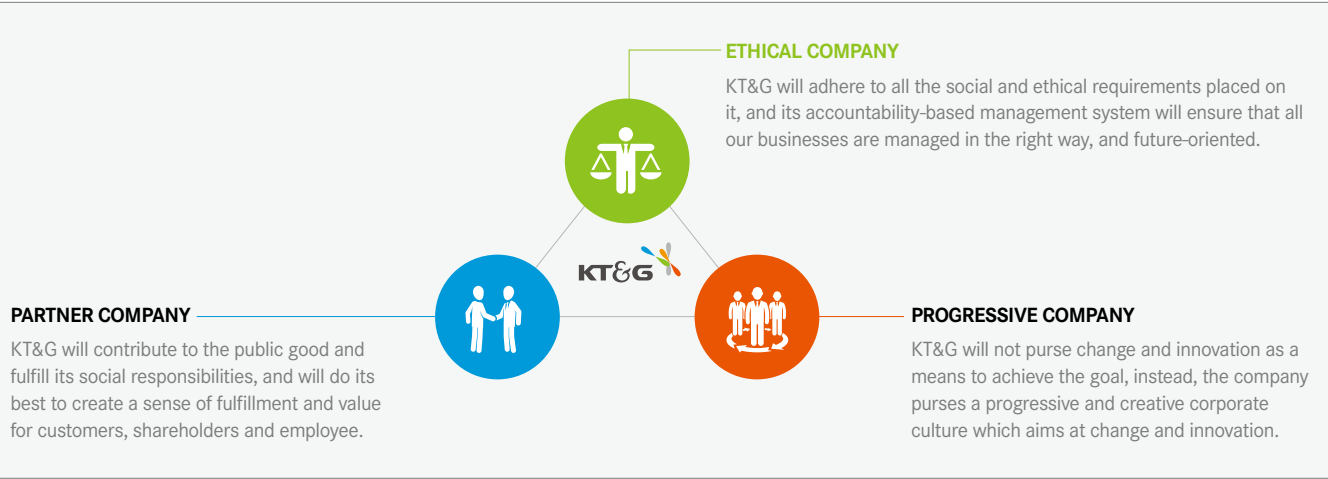 ETHICAL COMPANY
KT&G will adhere to all the social and ethical requirements placed on
it, and its accountability-based management system will ensure that all
our businesses are managed in the right way, and future-oriented.
KT&G
PARTNER COMPANY
KT&G will contribute to the public good and
fulfill its social responsibilities, and will do its
best to create a sense of fulfillment and value
for customers, shareholders and employee.
PROGRESSIVE COMPANY
KT&G will not purse change and innovation as a
means to achieve the goal, instead, the company
purses a progressive and creative corporate
culture which aims at change and innovation.